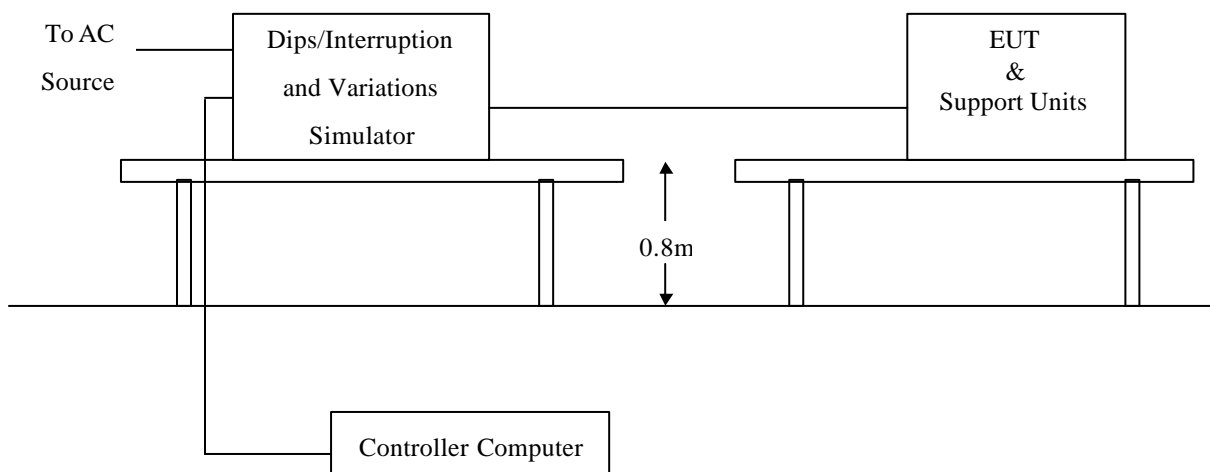 To AC
Source
Dips/Interruption
and Variations
Simulator
EUT
&
Support Units
0.8m
Controller Computer